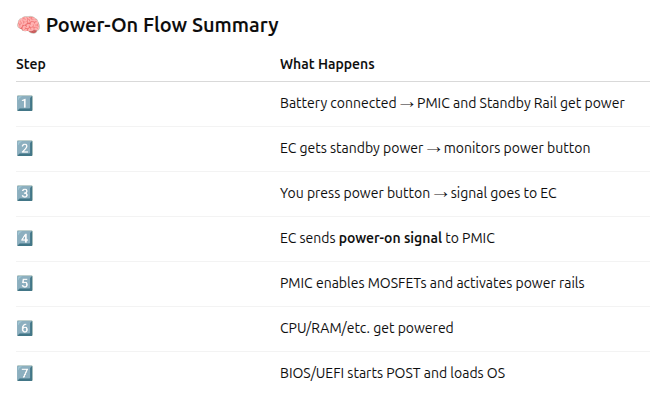 🧠 Power-On Flow Summary
Step What Happens
1️⃣ Battery connected → PMIC and Standby Rail get power
2️⃣ EC gets standby power → monitors power button
3️⃣ You press power button → signal goes to EC
4️⃣ EC sends power-on signal to PMIC
5️⃣ PMIC enables MOSFETs and activates power rails
6️⃣ CPU/RAM/etc. get powered
7️⃣ BIOS/UEFI starts POST and loads OS